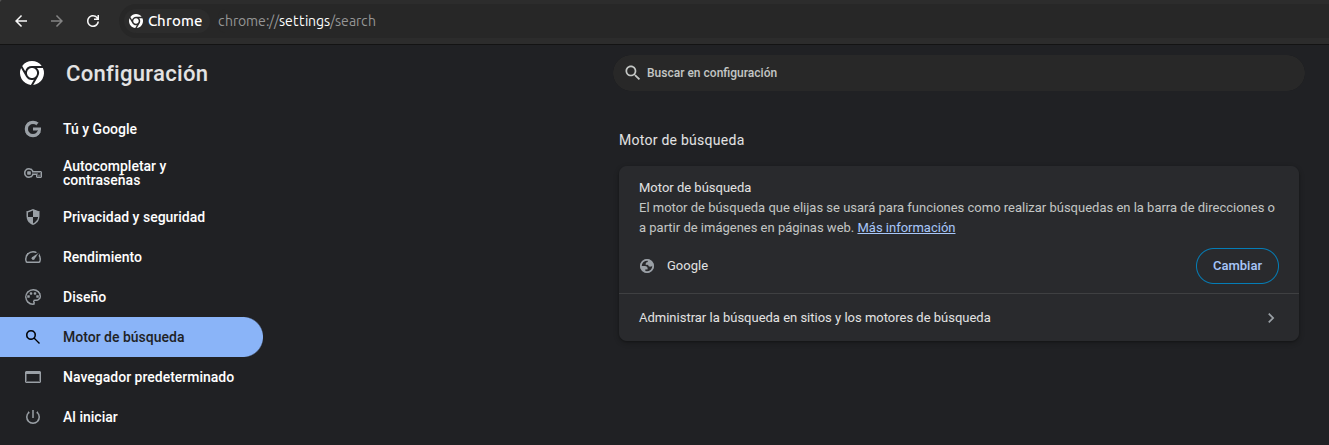 Chrome chrome://settings/search
Configuración
Buscar en configuración
Tú y Google
Autocompletar y
contraseñas
Privacidad y seguridad
Rendimiento
Diseño
Motor de búsqueda
Navegador predeterminado
Al iniciar
Motor de búsqueda
Motor de búsqueda
El motor de búsqueda que elijas se usará para funciones como realizar búsquedas en la barra de direcciones o
a partir de imágenes en páginas web. Más información
Google
Cambiar
Administrar la búsqueda en sitios y los motores de búsqueda